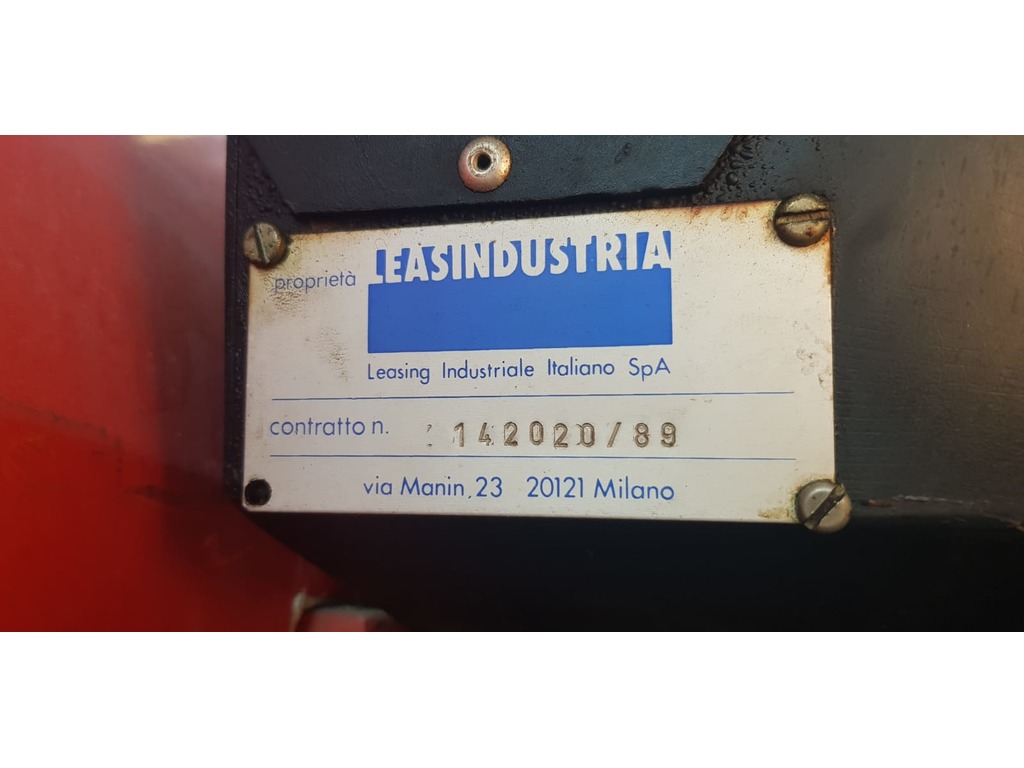 proprietà LEASINDUSTRIA
Leasing Industriale Italiano SpA
contratto n. 142020/89
via Manin, 23 20121 Milano